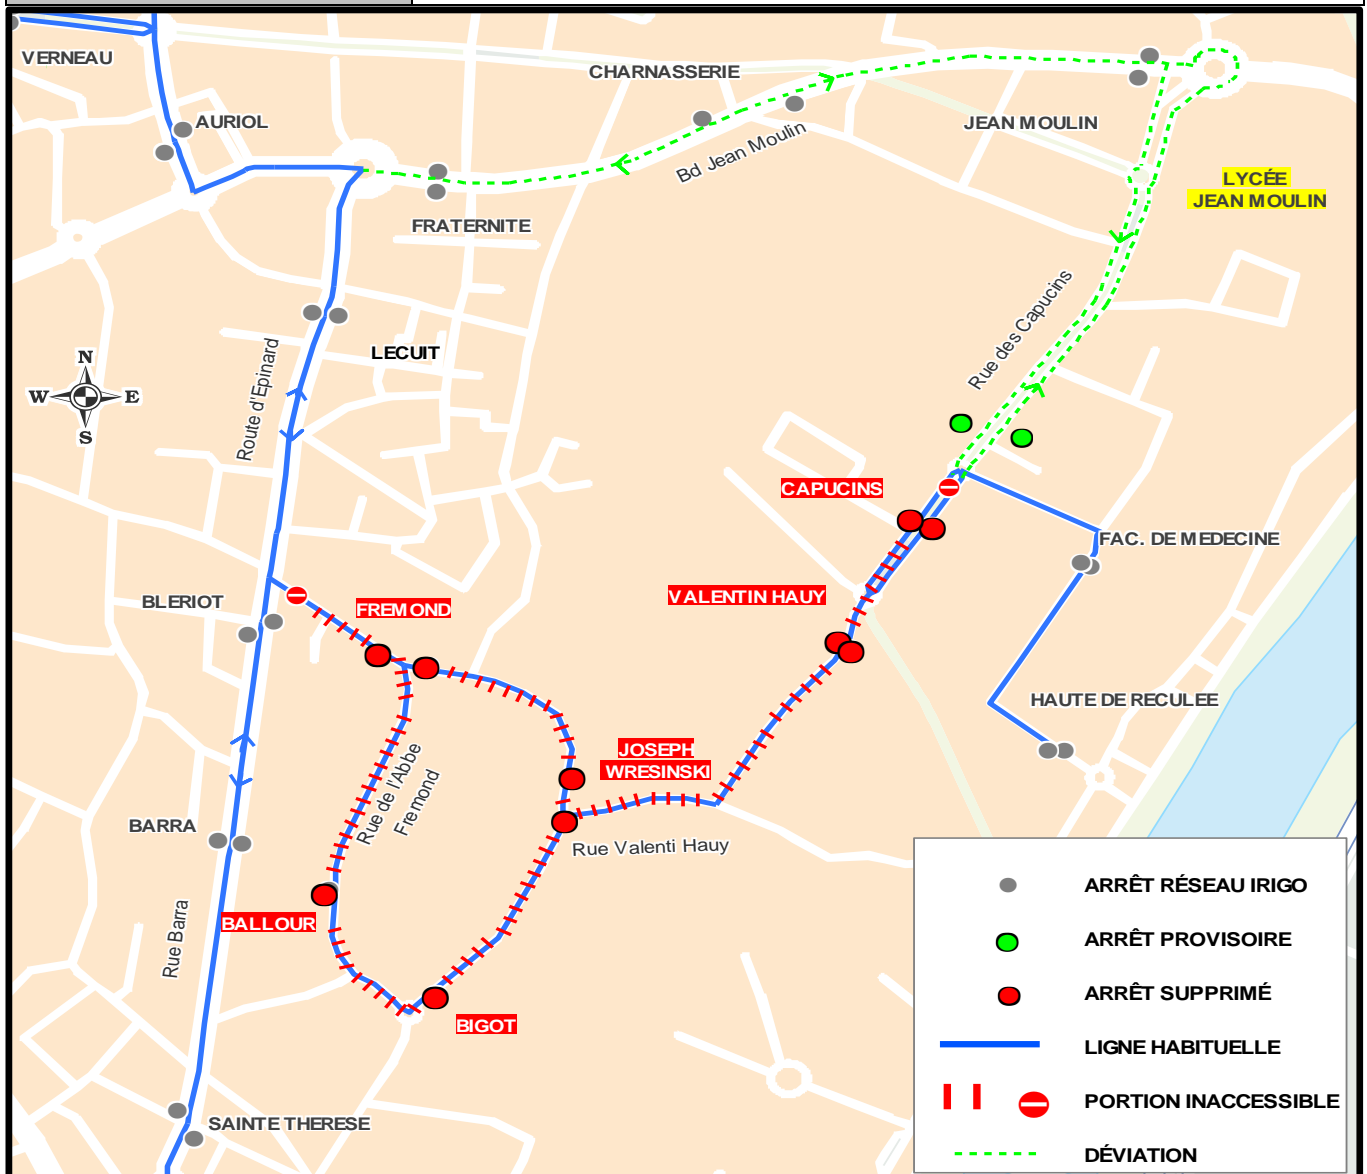 VERNEAU
CHARNASSERIE
AURIOL
JEAN MOULIN
Bd Jean Moulin
LYCÉE
JEAN MOULIN
FRATERNITE
Rue des Capucins
LECUIT
N
W
E
S
Route d'Epinard
CAPUCINS
FAC. DE MEDECINE
VALENTIN HAUY
BLERIOT
FREMOND
HAUTE DE RECULEE
JOSEPH
WRESINSKI
Rue de l'Abbe
Fremond
BARRA
Rue Valenti Hauy
BALLOUR
Rue Barra
BIGOT
SAINTE THERESE
ARRÊT RÉSEAU IRIGO
ARRÊT PROVISOIRE
ARRÊT SUPPRIMÉ
LIGNE HABITUELLE
PORTION INACCESSIBLE
DÉVIATION